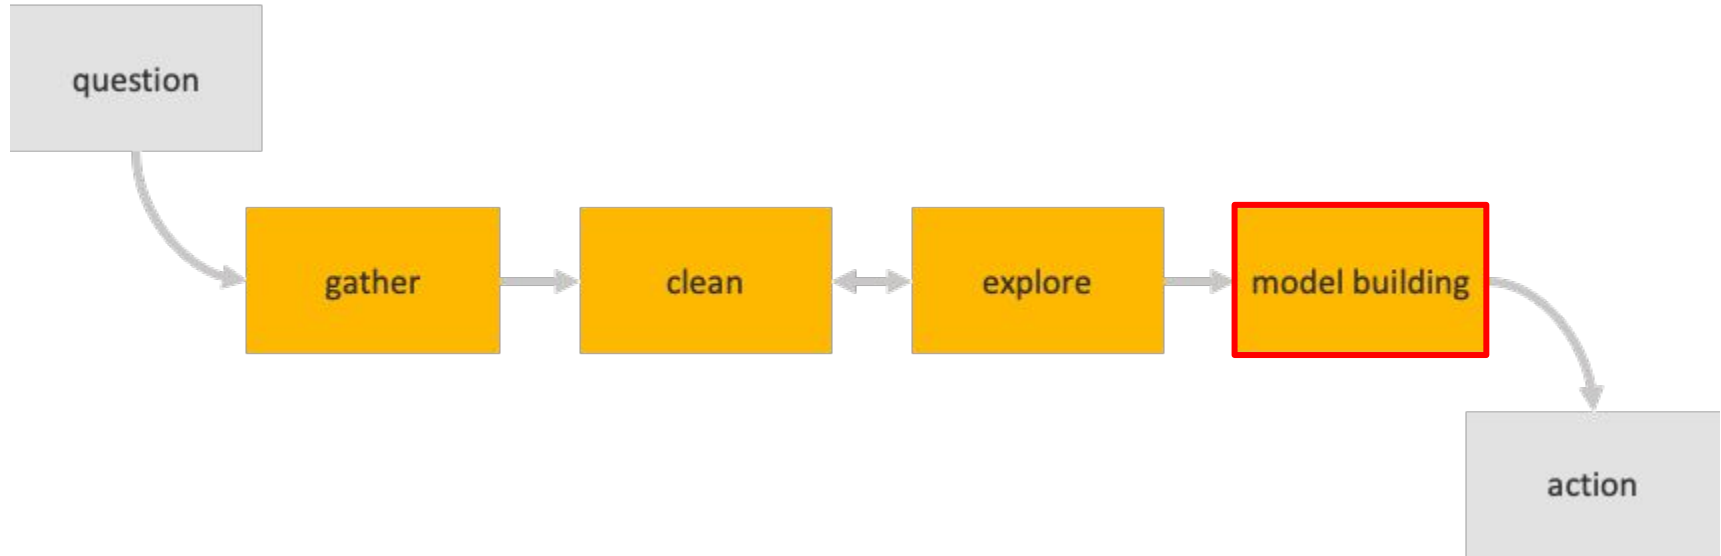 question
gather
clean
explore
model building
action